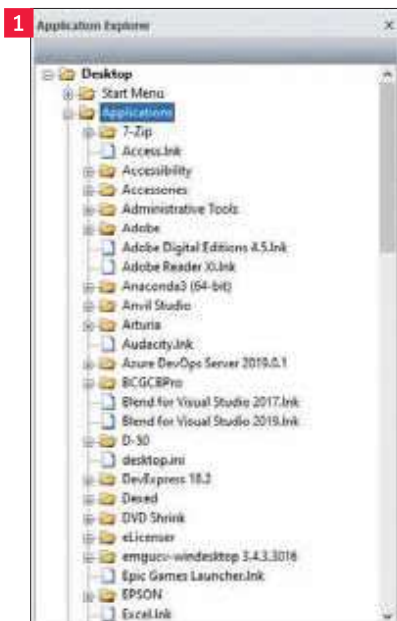 1
Application Explorer
Desktop
Start Menu
Applications
7-Zip
Access.lnk
Accessibility
Accessories
Administrative Tools
Adobe
Adobe Digital Editions 4.5.lnk
Adobe Reader XI.lnk
Anaconda3 (64-bit)
Anvil Studio
Arturia
Audacity.lnk
Azure DevOps Server 2019.0.1
BCGCBPro
Blend for Visual Studio 2017.lnk
Blend for Visual Studio 2019.lnk
D-50
desktop.ini
DevExpress 18.2
Dexed
DVD Shrink
eLicenser
emgucv-windesktop 3.4.3.3016
Epic Games Launcher.lnk
EPSON
Excel.lnk